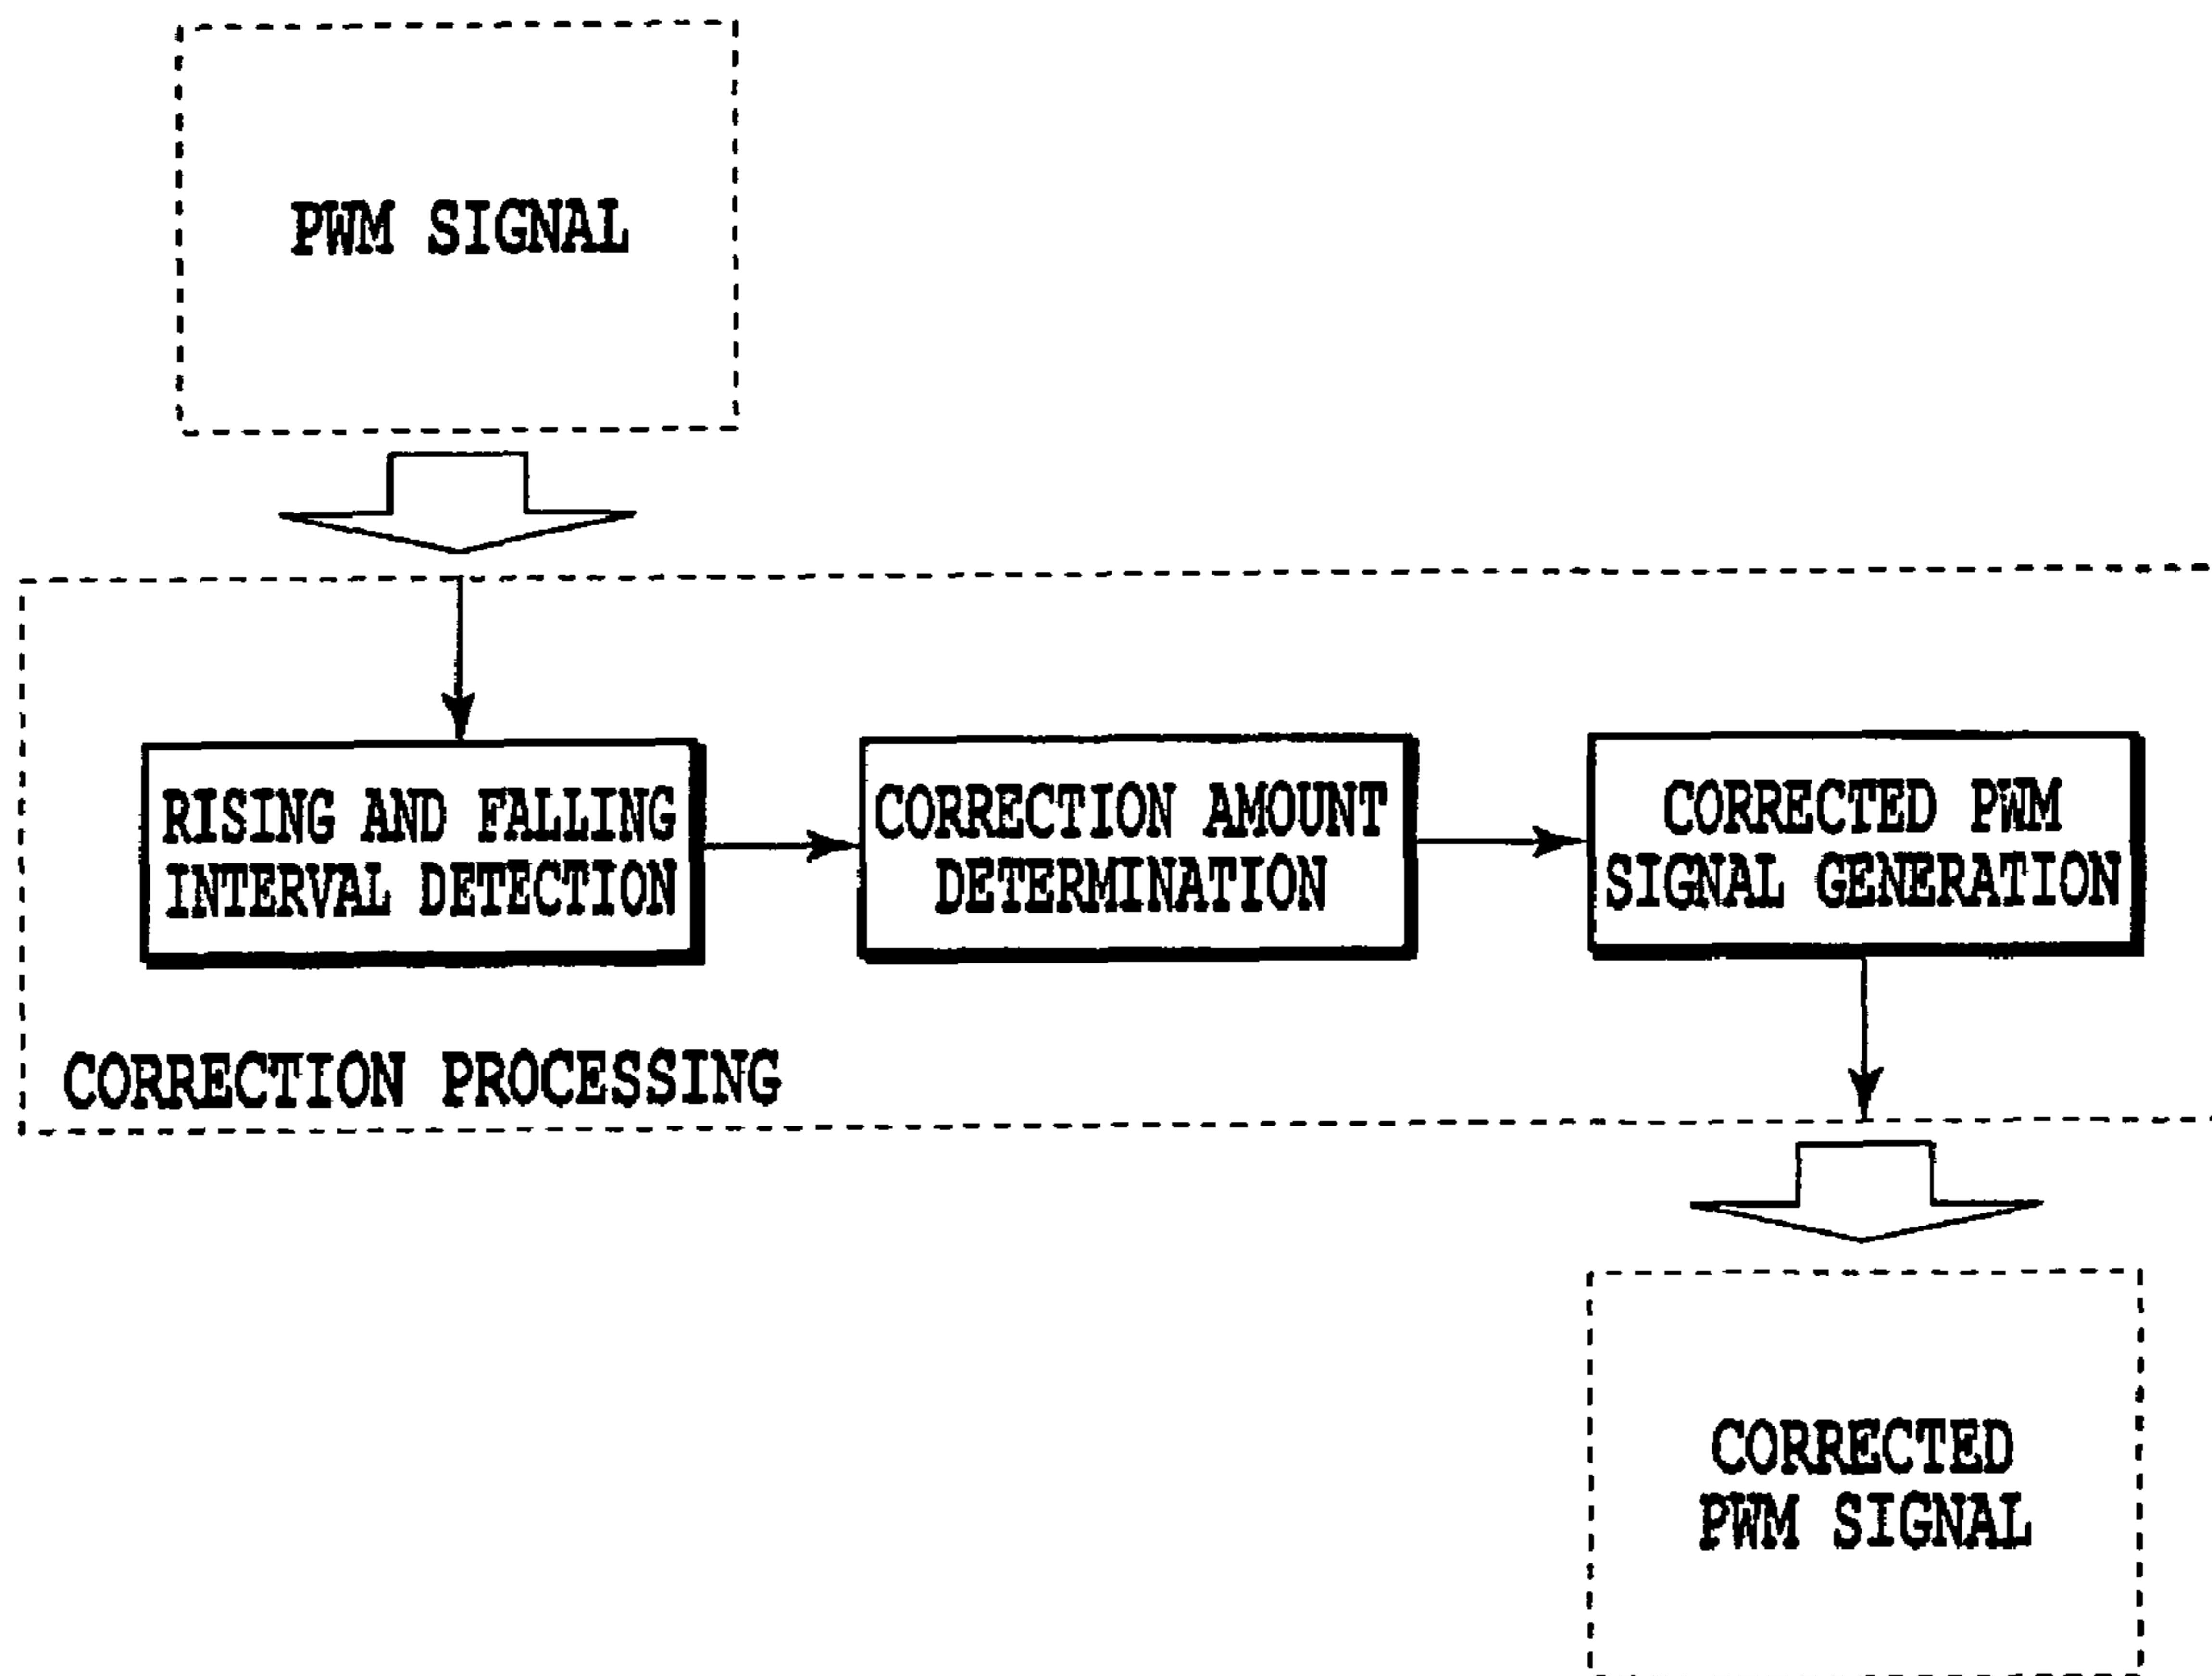 PWM SIGNAL
RISING AND FALLING
INTERVAL DETECTION
CORRECTION AMOUNT
DETERMINATION
CORRECTED PWM
SIGNAL GENERATION
CORRECTION PROCESSING
CORRECTED
PWM SIGNAL